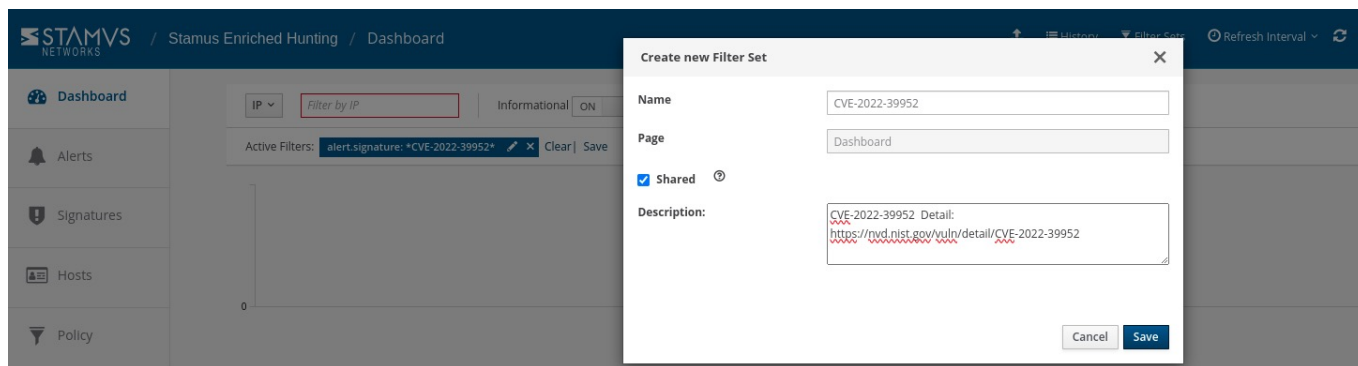 STAMVS
NETWORKS
/ Stamus Enriched Hunting / Dashboard
History
Filter Sets
Refresh Interval
Dashboard
Alerts
Signatures
Hosts
Policy
IP
Filter by IP
Informational ON
Active Filters: alert.signature: *CVE-2022-39952* Clear| Save
0
Create new Filter Set
Name
CVE-2022-39952
Page
Dashboard
Shared
Description:
CVE-2022-39952 Detail:
https://nvd.nist.gov/vuln/detail/CVE-2022-39952
Cancel Save